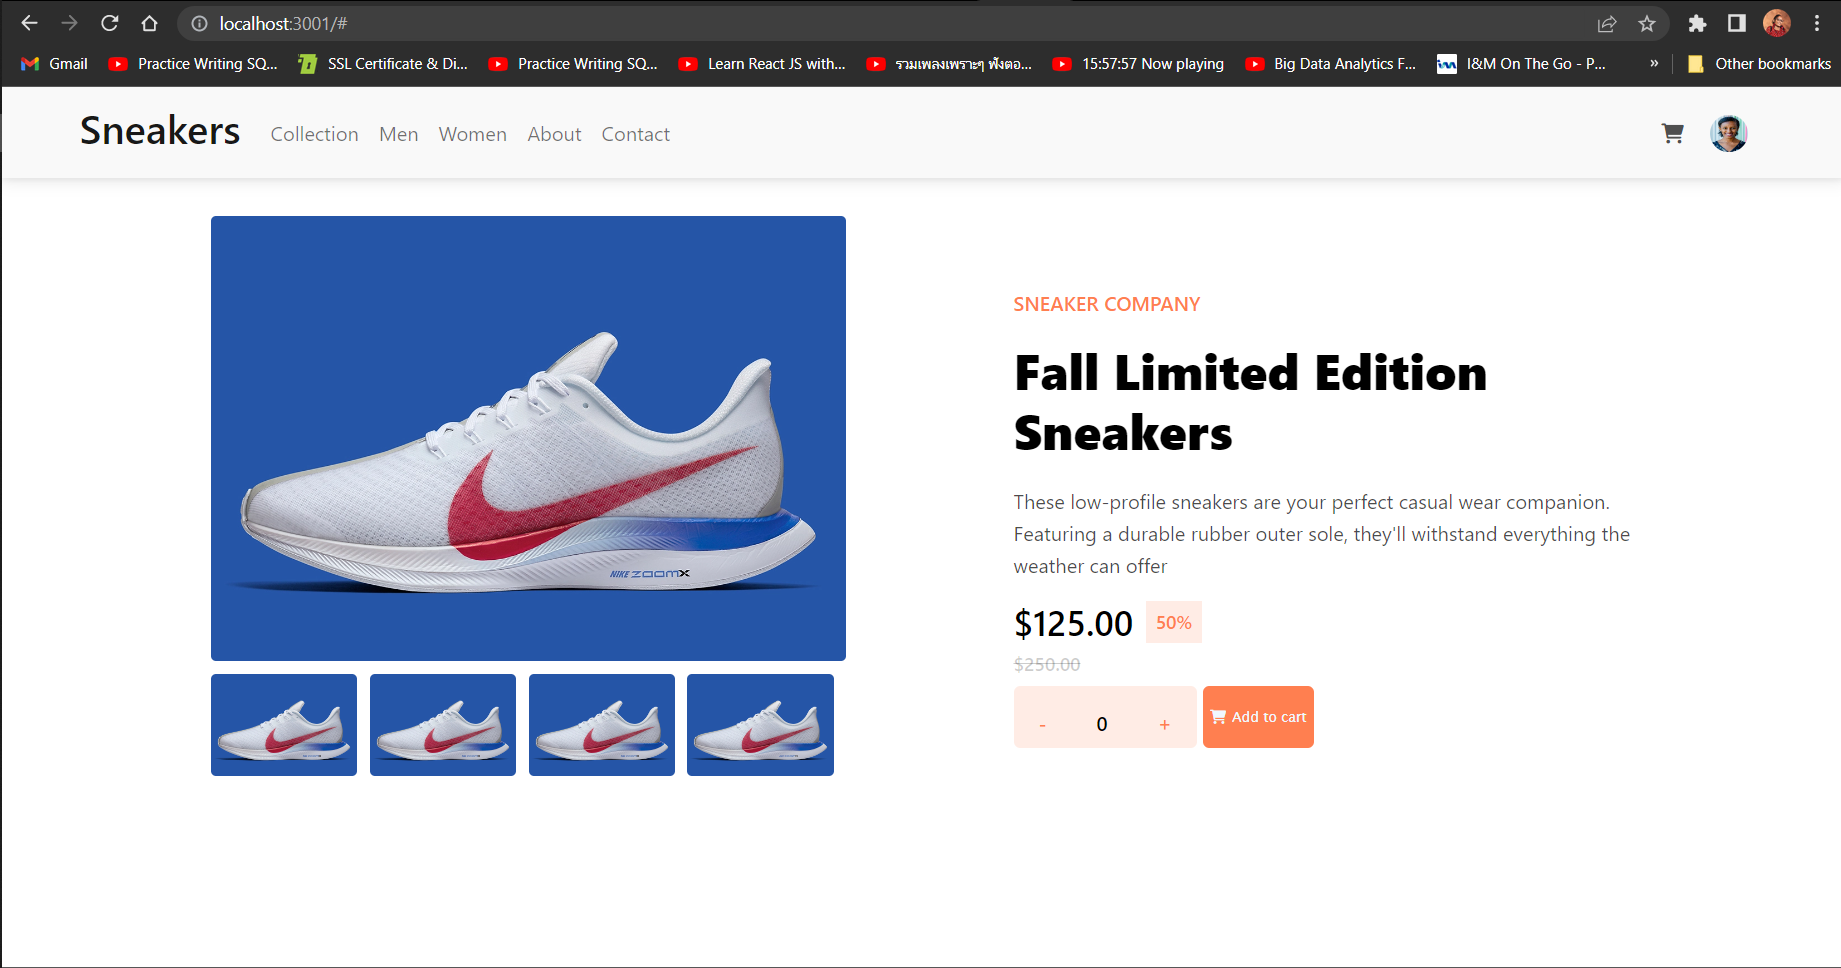 localhost:3001/#
Gmail
Practice Writing SQ...
SSL Certificate & Di...
Practice Writing SQ...
Learn React JS with...
รวมเพลงเพราะๆ ฟังตอ...
15:57:57 Now playing
Big Data Analytics F...
I&M On The Go - P...
»
Other bookmarks
Sneakers
Collection
Men
Women
About
Contact
SNEAKER COMPANY
Fall Limited Edition
Sneakers
These low-profile sneakers are your perfect casual wear companion.
Featuring a durable rubber outer sole, they'll withstand everything the
weather can offer
$125.00
50%
$250.00
-
0
+
Add to cart
NIKE ZOOMX